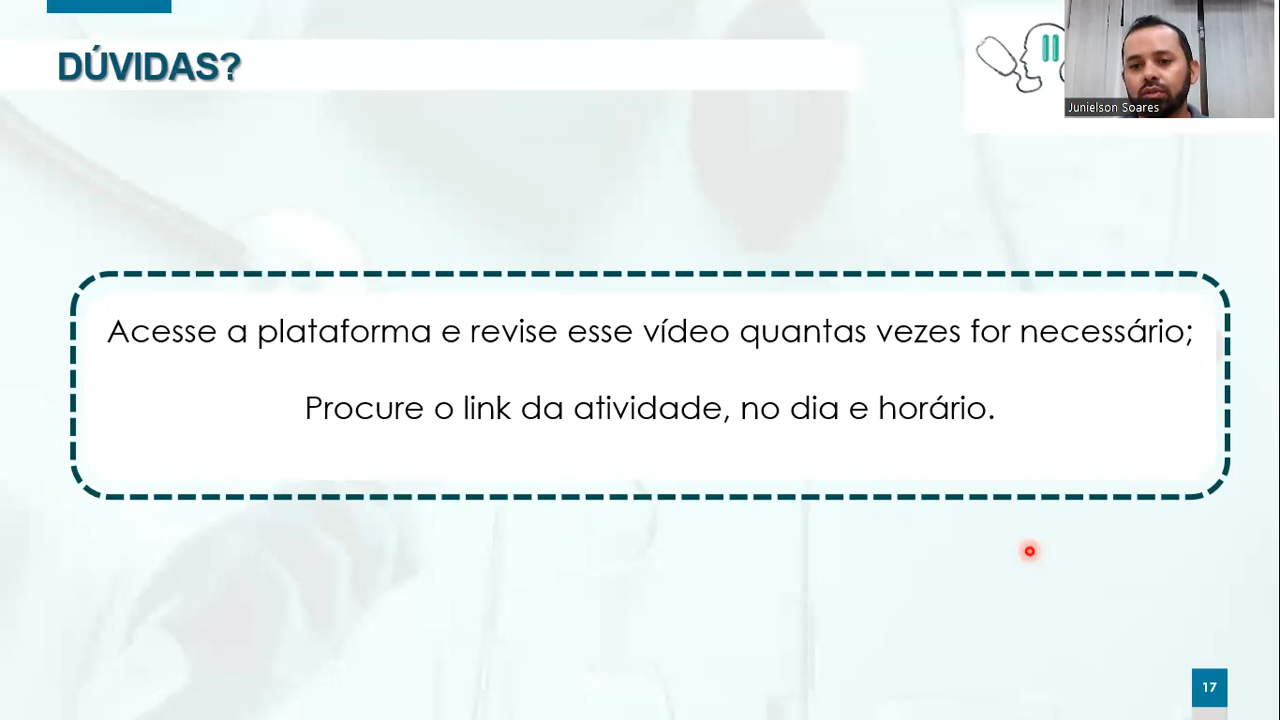 DÚVIDAS?
Junielson Soares
Acesse a plataforma e revise esse vídeo quantas vezes for necessário;
Procure o link da atividade, no dia e horário.
17